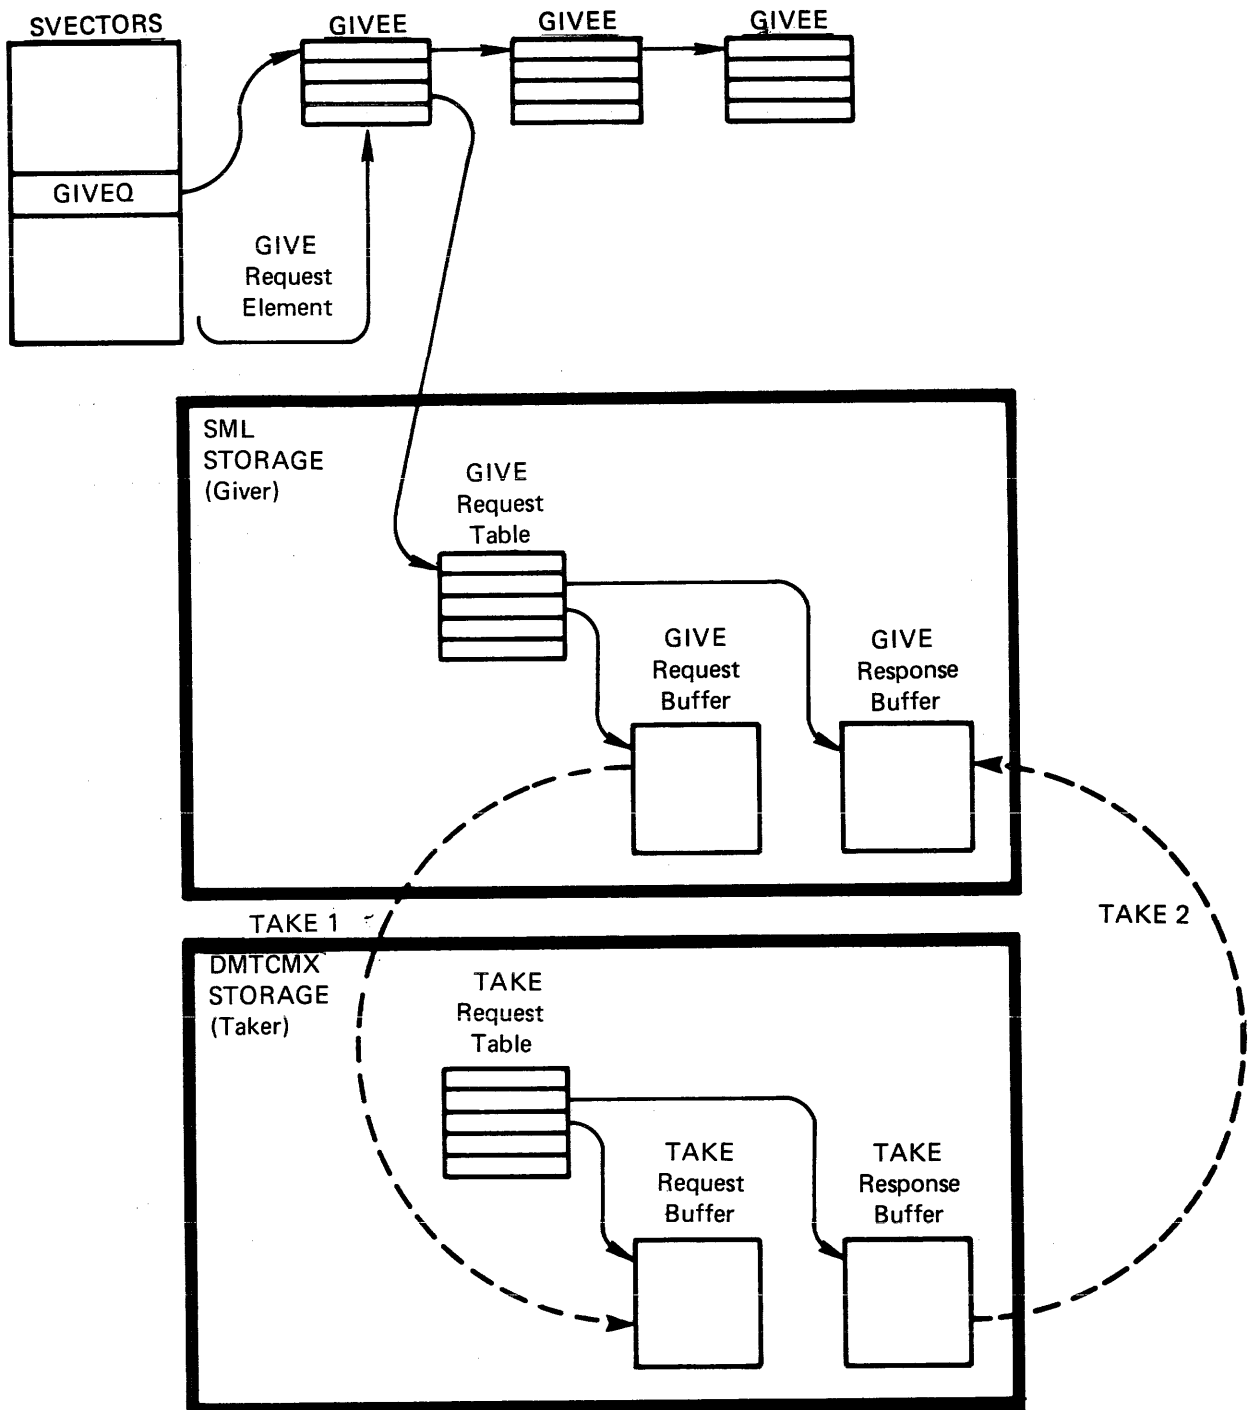 SVECTORS
GIVEE
GIVEE
GIVEE
GIVEQ
GIVE
Request
Element
SML
STORAGE
(Giver)
GIVE
Request
Table
GIVE
Request
Buffer
GIVE
Response
Buffer
TAKE 1
TAKE 2
DMTCMX
STORAGE
(Taker)
TAKE
Request
Table
TAKE
Request
Buffer
TAKE
Response
Buffer